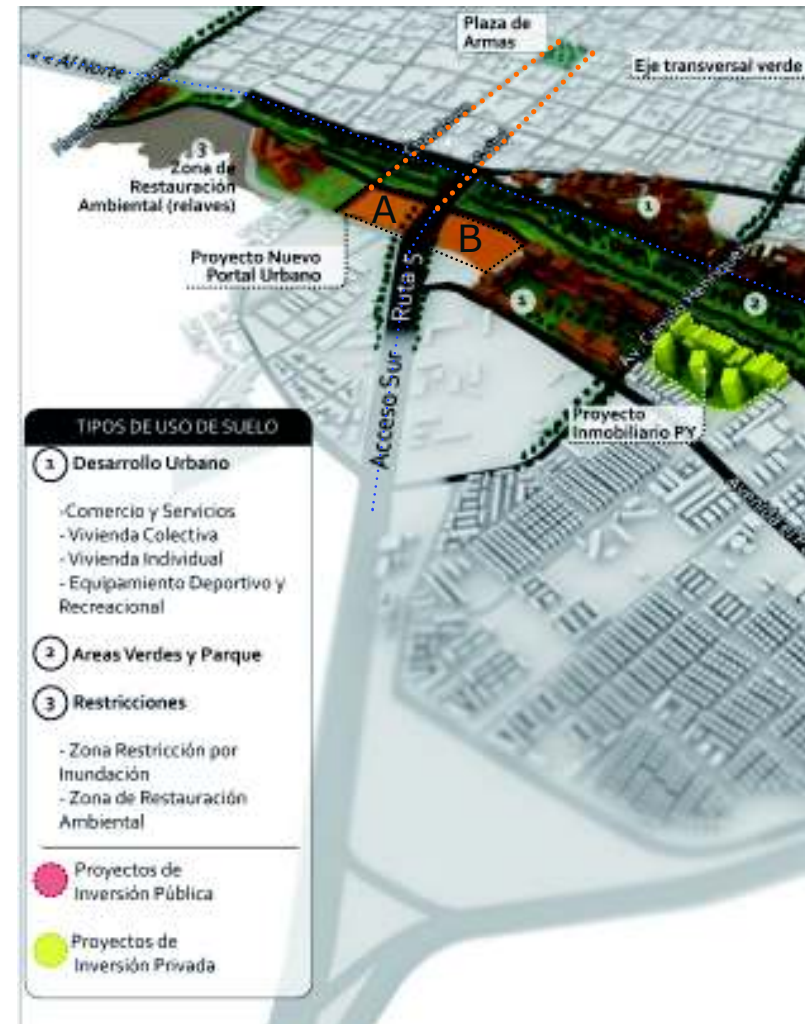 Plaza de
Armas
Eje transversal verde
< < Al Norte
3
Zona de
Restauración
Ambiental (relaves)
A
B
1
Proyecto Nuevo
Portal Urbano
Ruta 5
1
2
Acceso Sur
Proyecto
Inmobiliario PY
TIPOS DE USO DE SUELO
1 Desarrollo Urbano
-Comercio y Servicios
- Vivienda Colectiva
- Vivienda Individual
- Equipamiento Deportivo y
Recreacional
2 Areas Verdes y Parque
3 Restricciones
- Zona Restricción por
Inundación
- Zona de Restauración
Ambiental
Proyectos de
Inversión Pública
Proyectos de
Inversión Privada